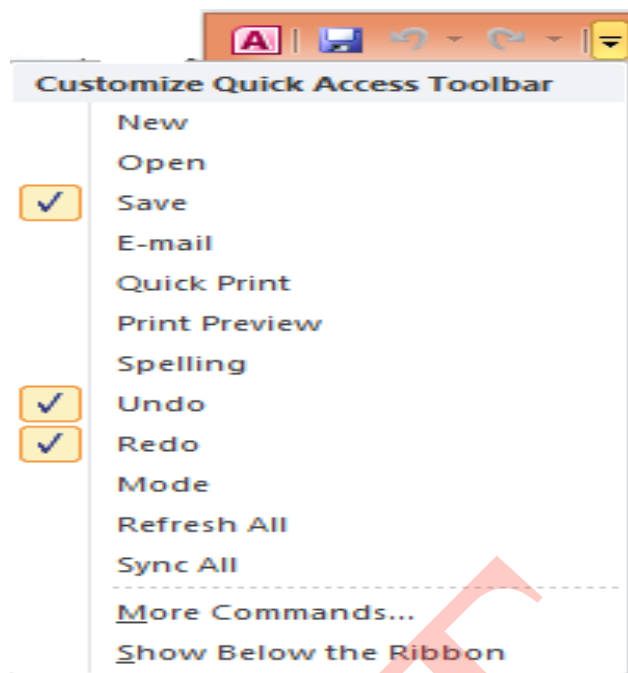 A
Customize Quick Access Toolbar
New
Open
Save
E-mail
Quick Print
Print Preview
Spelling
Undo
Redo
Mode
Refresh All
Sync All
More Commands...
Show Below the Ribbon